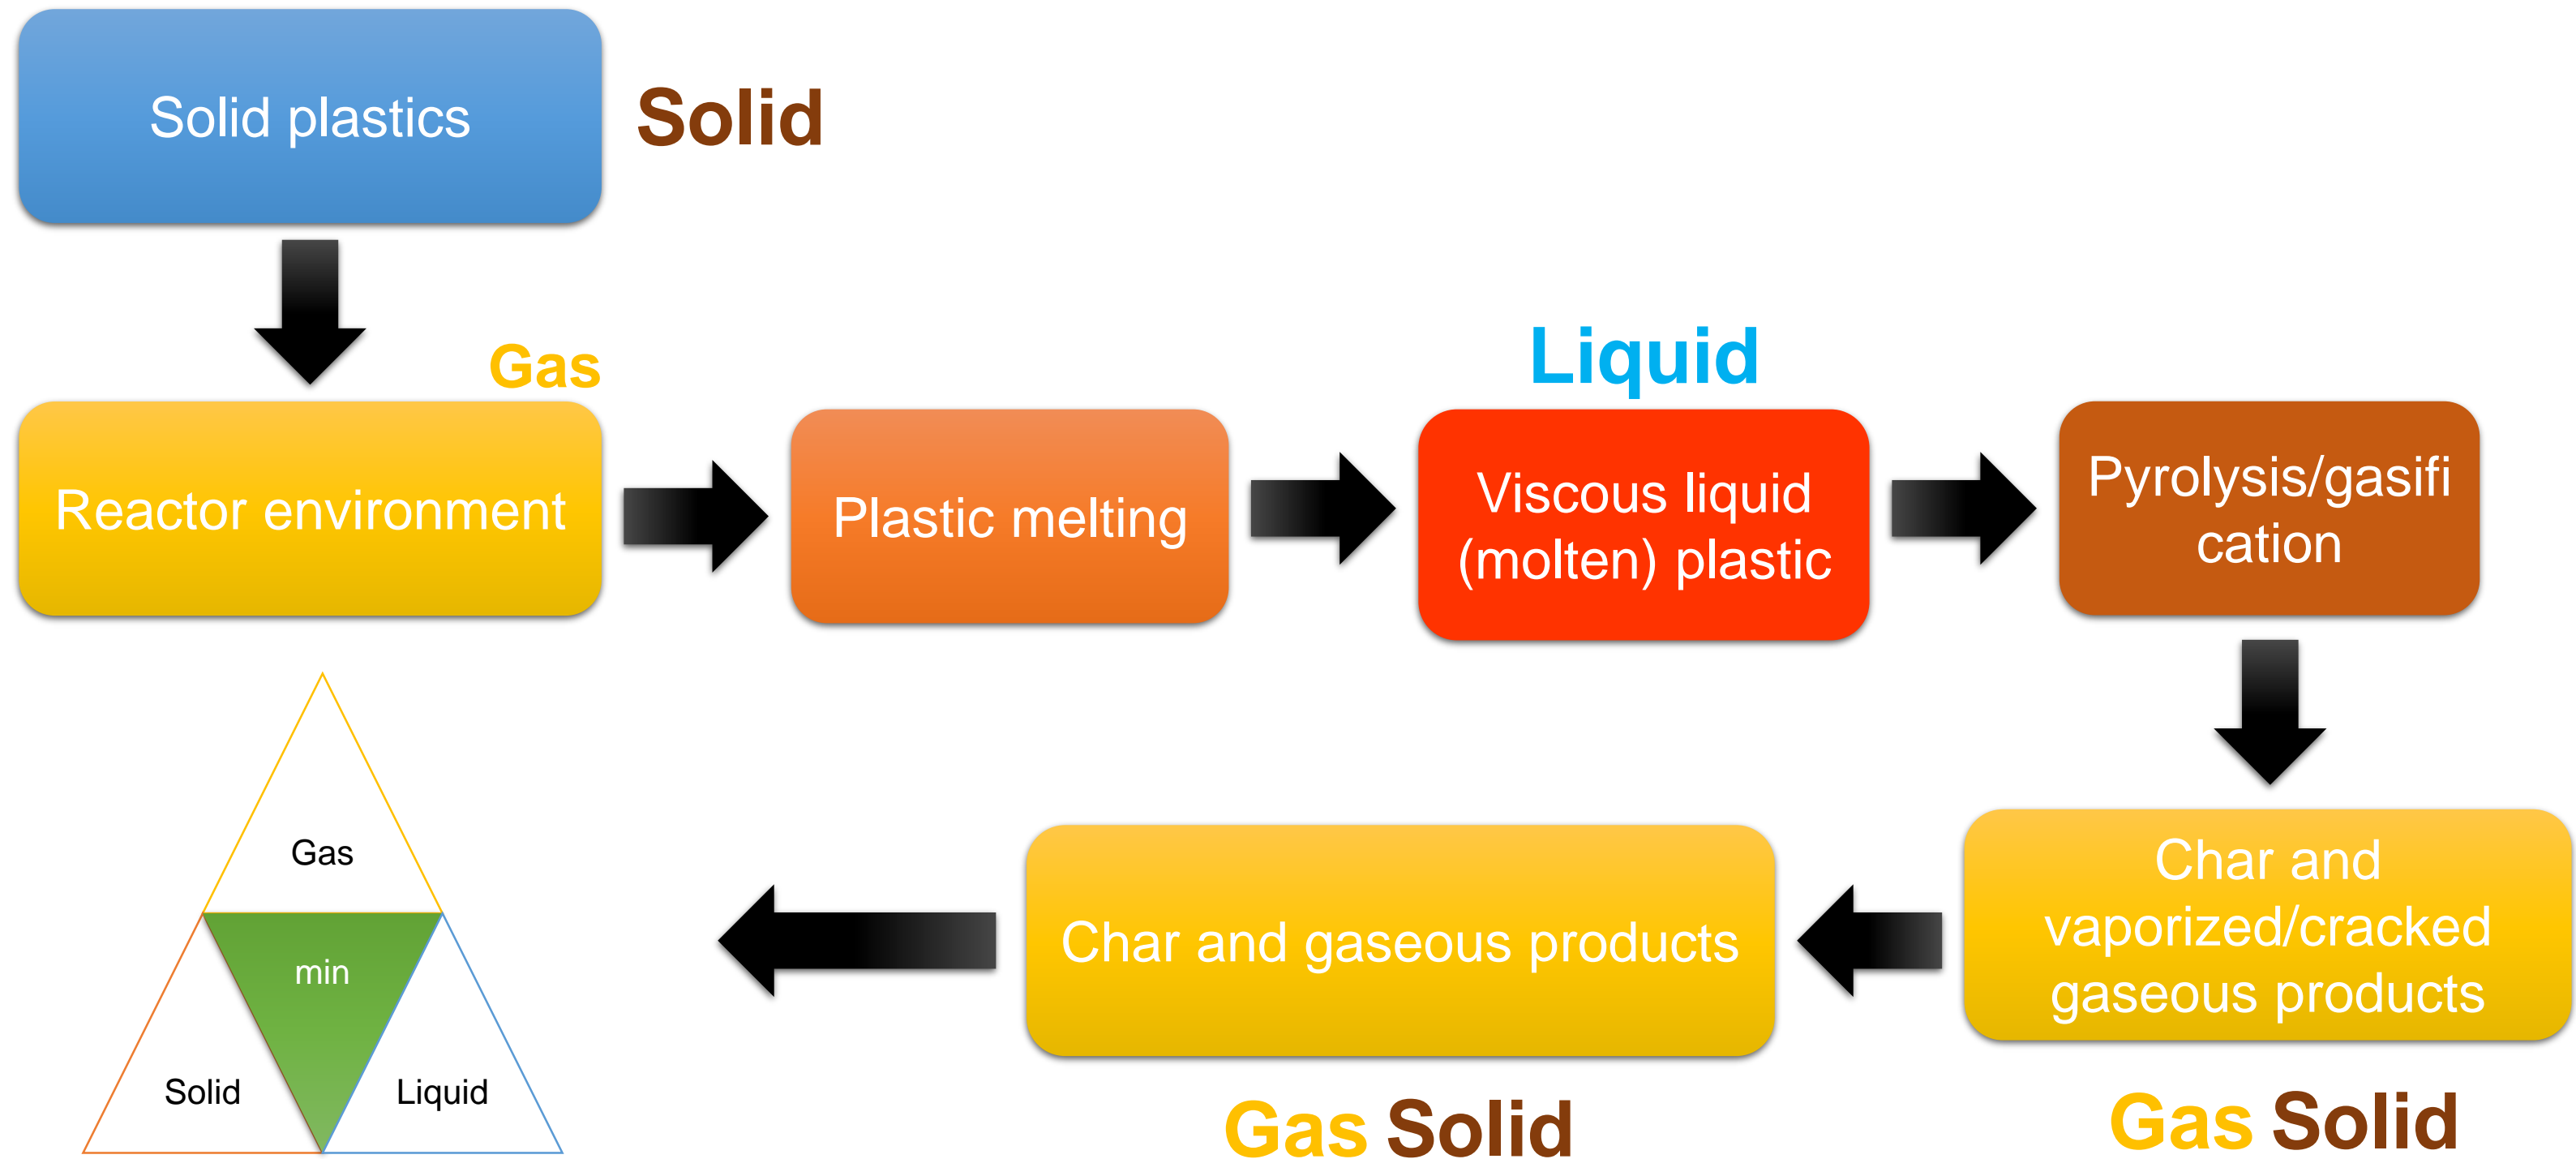 Solid plastics
Solid
Gas
Reactor environment
Plastic melting
Liquid
Viscous liquid
(molten) plastic
Pyrolysis/gasifi
cation
Char and
vaporized/cracked
gaseous products
Gas Solid
Char and gaseous products
Gas Solid
Gas
min
Solid
Liquid